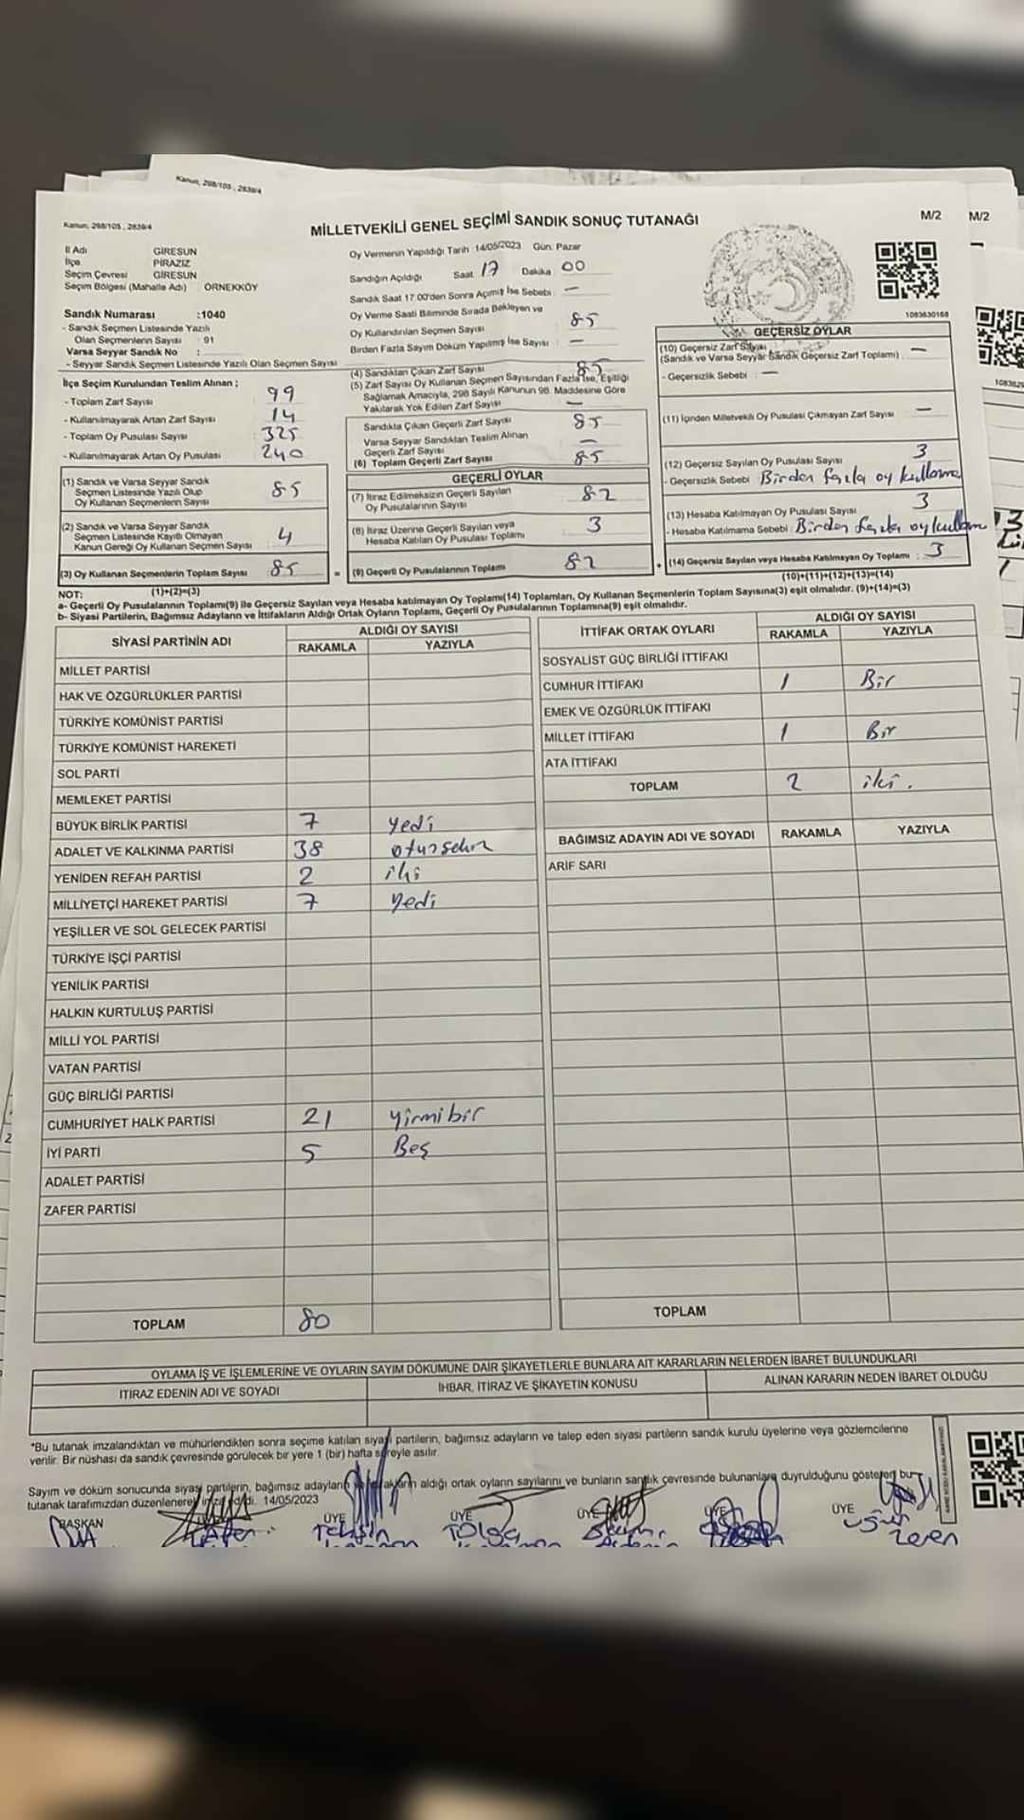 Kanun, 298/105 , 2839/4
Kanun, 298/105 , 2839/4
MİLLETVEKİLİ GENEL SEÇİMİ SANDIK SONUÇ TUTANAĞI
M/2
M/2
İl Adı GİRESUN
İlçe PİRAZİZ
Seçim Çevresi GİRESUN
Seçim Bölgesi (Mahalle Adı) ÖRNEKKÖY
Sandık Numarası :1040
- Sandık Seçmen Listesinde Yazılı
Olan Seçmenlerin Sayısı : 91
Varsa Seyyar Sandık No :
- Seyyar Sandık Seçmen Listesinde Yazılı Olan Seçmen Sayısı
İlçe Seçim Kurulundan Teslim Alınan ;
- Toplam Zarf Sayısı 99
- Kullanılmayarak Artan Zarf Sayısı 14
- Toplam Oy Pusulası Sayısı 325
- Kullanılmayarak Artan Oy Pusulası 240
Oy Vermenin Yapıldığı Tarih 14/05/2023 Gün: Pazar
Sandığın Açıldığı Saat 17 Dakika 00
Sandık Saat 17.00'den Sonra Açılmış İse Sebebi —
Oy Verme Saati Bitiminde Sırada Bekleyen ve
Oy Kullandırılan Seçmen Sayısı 85
Birden Fazla Sayım Döküm Yapılmış İse Sayısı —
(4) Sandıktan Çıkan Zarf Sayısı 85
(5) Zarf Sayısı Oy Kullanan Seçmen Sayısından Fazla İse, Eşitliği
Sağlamak Amacıyla, 298 Sayılı Kanunun 98. Maddesine Göre
Yakılarak Yok Edilen Zarf Sayısı —
Sandıkta Çıkan Geçerli Zarf Sayısı 85
Varsa Seyyar Sandıktan Teslim Alınan
Geçerli Zarf Sayısı —
(6) Toplam Geçerli Zarf Sayısı 85
1083630168
GEÇERSİZ OYLAR
(10) Geçersiz Zarf Sayısı
(Sandık ve Varsa Seyyar Sandık Geçersiz Zarf Toplamı) —
- Geçersizlik Sebebi —
(11) İçinden Milletvekili Oy Pusulası Çıkmayan Zarf Sayısı —
(12) Geçersiz Sayılan Oy Pusulası Sayısı 3
- Geçersizlik Sebebi Birden fazla oy kullanma
(13) Hesaba Katılmayan Oy Pusulası Sayısı 3
- Hesaba Katılmama Sebebi Birden fazla oy kullanm
(14) Geçersiz Sayılan veya Hesaba Katılmayan Oy Toplamı : 3
(10)+(11)+(12)+(13)=(14)
(1) Sandık ve Varsa Seyyar Sandık
Seçmen Listesinde Yazılı Olup
Oy Kullanan Seçmenlerin Sayısı 85
(2) Sandık ve Varsa Seyyar Sandık
Seçmen Listesinde Kayıtlı Olmayan
Kanun Gereği Oy Kullanan Seçmen Sayısı 4
(3) Oy Kullanan Seçmenlerin Toplam Sayısı 85
(1)+(2)=(3)
GEÇERLİ OYLAR
(7) İtiraz Edilmeksizin Geçerli Sayılan
Oy Pusulalarının Sayısı 82
(8) İtiraz Üzerine Geçerli Sayılan veya
Hesaba Katılan Oy Pusulası Toplamı 3
= (9) Geçerli Oy Pusulalarının Toplamı 82 +
NOT:
a- Geçerli Oy Pusulalarının Toplamı(9) ile Geçersiz Sayılan veya Hesaba katılmayan Oy Toplamı(14) Toplamları, Oy Kullanan Seçmenlerin Toplam Sayısına(3) eşit olmalıdır. (9)+(14)=(3)
b- Siyasi Partilerin, Bağımsız Adayların ve İttifakların Aldığı Ortak Oyların Toplamı, Geçerli Oy Pusulalarının Toplamına(9) eşit olmalıdır.
SİYASİ PARTİNİN ADI ALDIĞI OY SAYISI
RAKAMLA YAZIYLA
MİLLET PARTİSİ
HAK VE ÖZGÜRLÜKLER PARTİSİ
TÜRKİYE KOMÜNİST PARTİSİ
TÜRKİYE KOMÜNİST HAREKETİ
SOL PARTİ
MEMLEKET PARTİSİ
BÜYÜK BİRLİK PARTİSİ 7 yedi
ADALET VE KALKINMA PARTİSİ 38 otuzsekiz
YENİDEN REFAH PARTİSİ 2 iki
MİLLİYETÇİ HAREKET PARTİSİ 7 yedi
YEŞİLLER VE SOL GELECEK PARTİSİ
TÜRKİYE İŞÇİ PARTİSİ
YENİLİK PARTİSİ
HALKIN KURTULUŞ PARTİSİ
MİLLİ YOL PARTİSİ
VATAN PARTİSİ
GÜÇ BİRLİĞİ PARTİSİ
CUMHURİYET HALK PARTİSİ 21 yirmibir
İYİ PARTİ 5 Beş
ADALET PARTİSİ
ZAFER PARTİSİ
TOPLAM 80
İTTİFAK ORTAK OYLARI ALDIĞI OY SAYISI
RAKAMLA YAZIYLA
SOSYALİST GÜÇ BİRLİĞİ İTTİFAKI
CUMHUR İTTİFAKI 1 Bir
EMEK VE ÖZGÜRLÜK İTTİFAKI
MİLLET İTTİFAKI 1 Bir
ATA İTTİFAKI
TOPLAM 2 iki.
BAĞIMSIZ ADAYIN ADI VE SOYADI RAKAMLA YAZIYLA
ARİF SARI
TOPLAM
OYLAMA İŞ VE İŞLEMLERİNE VE OYLARIN SAYIM DÖKÜMÜNE DAİR ŞİKAYETLERLE BUNLARA AİT KARARLARIN NELERDEN İBARET BULUNDUKLARI
İTİRAZ EDENİN ADI VE SOYADI İHBAR, İTİRAZ VE ŞİKAYETİN KONUSU ALINAN KARARIN NEDEN İBARET OLDUĞU
*Bu tutanak imzalandıktan ve mühürlendikten sonra seçime katılan siyasi partilerin, bağımsız adayların ve talep eden siyasi partilerin sandık kurulu üyelerine veya gözlemcilerine
verilir. Bir nüshası da sandık çevresinde görülecek bir yere 1 (bir) hafta süreyle asılır.
Sayım ve döküm sonucunda siyasi partilerin, bağımsız adayların ve ittifakların aldığı ortak oyların sayılarını ve bunların sandık çevresinde bulunanlara duyrulduğunu gösteren bu
tutanak tarafımızdan düzenlenerek imza edildi. 14/05/2023
BAŞKAN ÜYE ÜYE ÜYE ÜYE ÜYE
Tahsin Tolga Uğur
Zeren